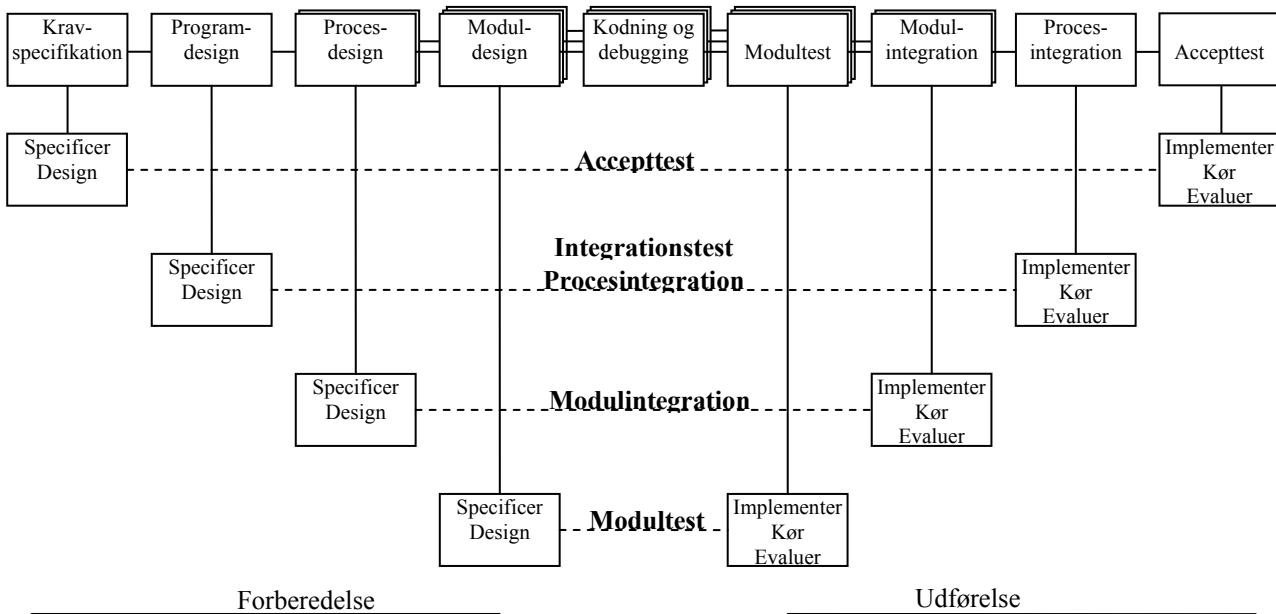 Krav-
specifikation
Program-
design
Proces-
design
Modul-
design
Kodning og
debugging
Modultest
Modul-
integration
Proces-
integration
Accepttest
Specificer
Design
Accepttest
Implementer
Kør
Evaluer
Specificer
Design
Integrationstest
Procesintegration
Implementer
Kør
Evaluer
Specificer
Design
Modulintegration
Implementer
Kør
Evaluer
Specificer
Design
Modultest
Implementer
Kør
Evaluer
Forberedelse
Udførelse